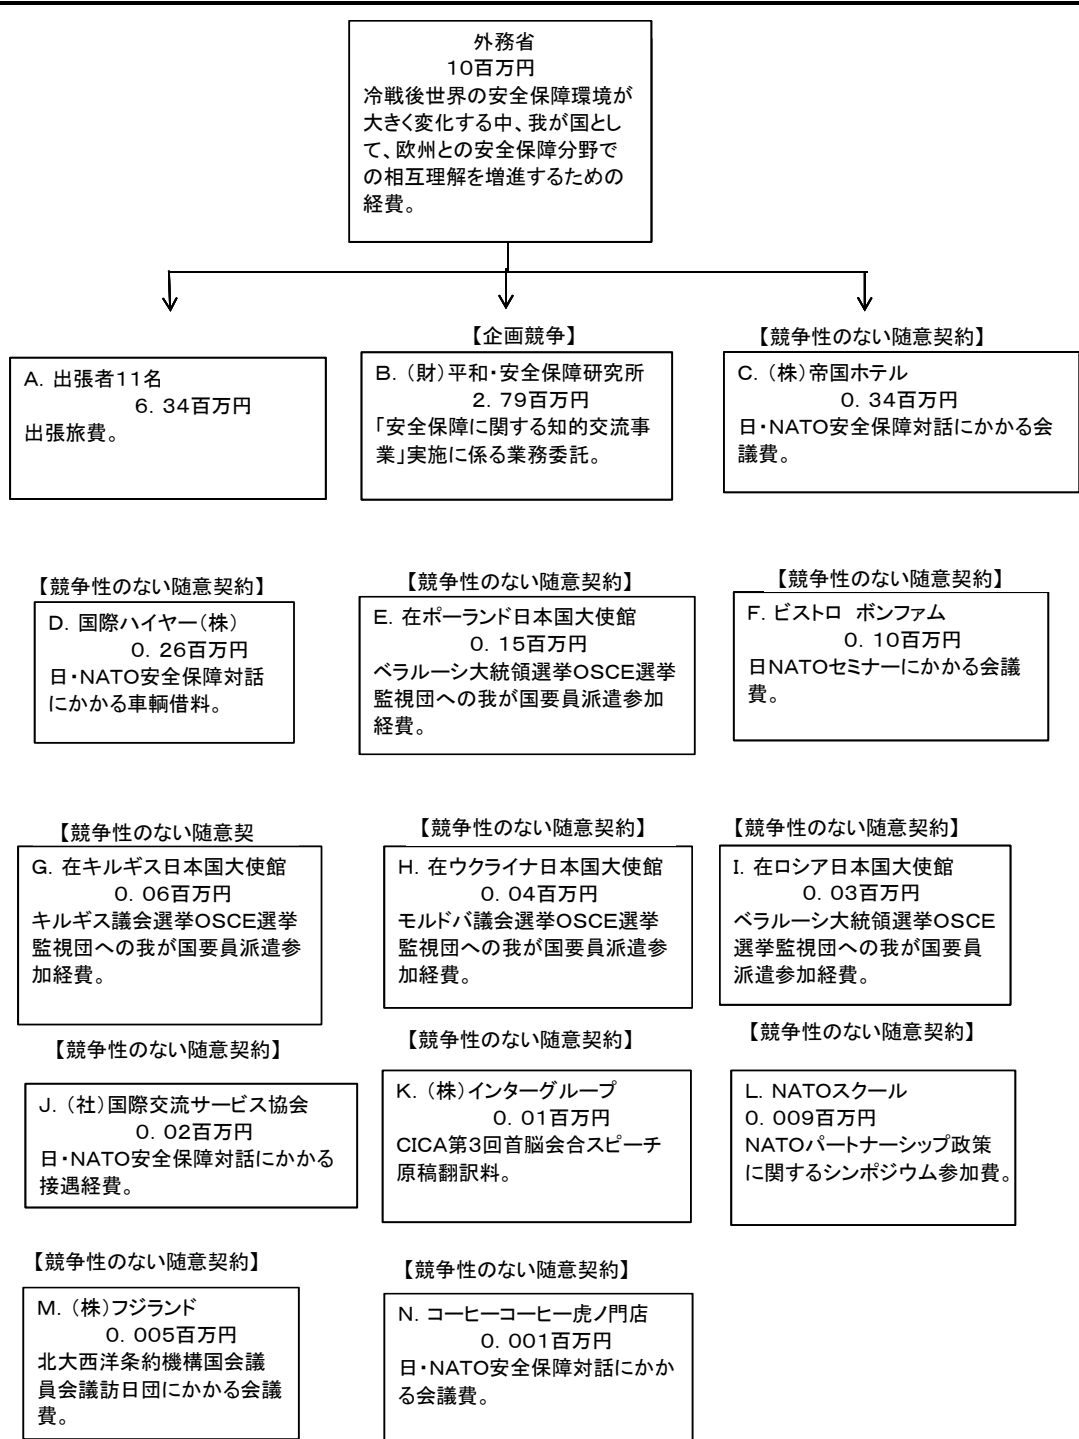 外務省
10百万円
冷戦後世界の安全保障環境が
大きく変化する中、我が国とし
て、欧州との安全保障分野で
の相互理解を増進するための
経費。
A. 出張者11名
6. 34百万円
出張旅費。
【企画競争】
B. (財)平和・安全保障研究所
2. 79百万円
「安全保障に関する知的交流事
業」実施に係る業務委託。
【競争性のない随意契約】
C. (株)帝国ホテル
0. 34百万円
日・NATO安全保障対話にかかる会
議費。
【競争性のない随意契約】
D. 国際ハイヤー(株)
0. 26百万円
日・NATO安全保障対話
にかかる車輌借料。
【競争性のない随意契約】
E. 在ポーランド日本国大使館
0. 15百万円
ベラルーシ大統領選挙OSCE選挙
監視団への我が国要員派遣参加
経費。
【競争性のない随意契約】
F. ビストロ ボンファム
0. 10百万円
日NATOセミナーにかかる会議
費。
【競争性のない随意契
G. 在キルギス日本国大使館
0. 06百万円
キルギス議会選挙OSCE選挙
監視団への我が国要員派遣参
加経費。
【競争性のない随意契約】
H. 在ウクライナ日本国大使館
0. 04百万円
モルドバ議会選挙OSCE選挙
監視団への我が国要員派遣参
加経費。
【競争性のない随意契約】
I. 在ロシア日本国大使館
0. 03百万円
ベラルーシ大統領選挙OSCE
選挙監視団への我が国要員
派遣参加経費。
【競争性のない随意契約】
J. (社)国際交流サービス協会
0. 02百万円
日・NATO安全保障対話にかかる
接遇経費。
【競争性のない随意契約】
K. (株)インターグループ
0. 01百万円
CICA第3回首脳会合スピーチ
原稿翻訳料。
【競争性のない随意契約】
L. NATOスクール
0. 009百万円
NATOパートナーシップ政策
に関するシンポジウム参加費。
【競争性のない随意契約】
M. (株)フジランド
0. 005百万円
北大西洋条約機構国会議
員会議訪日団にかかる会議
費。
【競争性のない随意契約】
N. コーヒーコーヒー虎ノ門店
0. 001百万円
日・NATO安全保障対話にかか
る会議費。